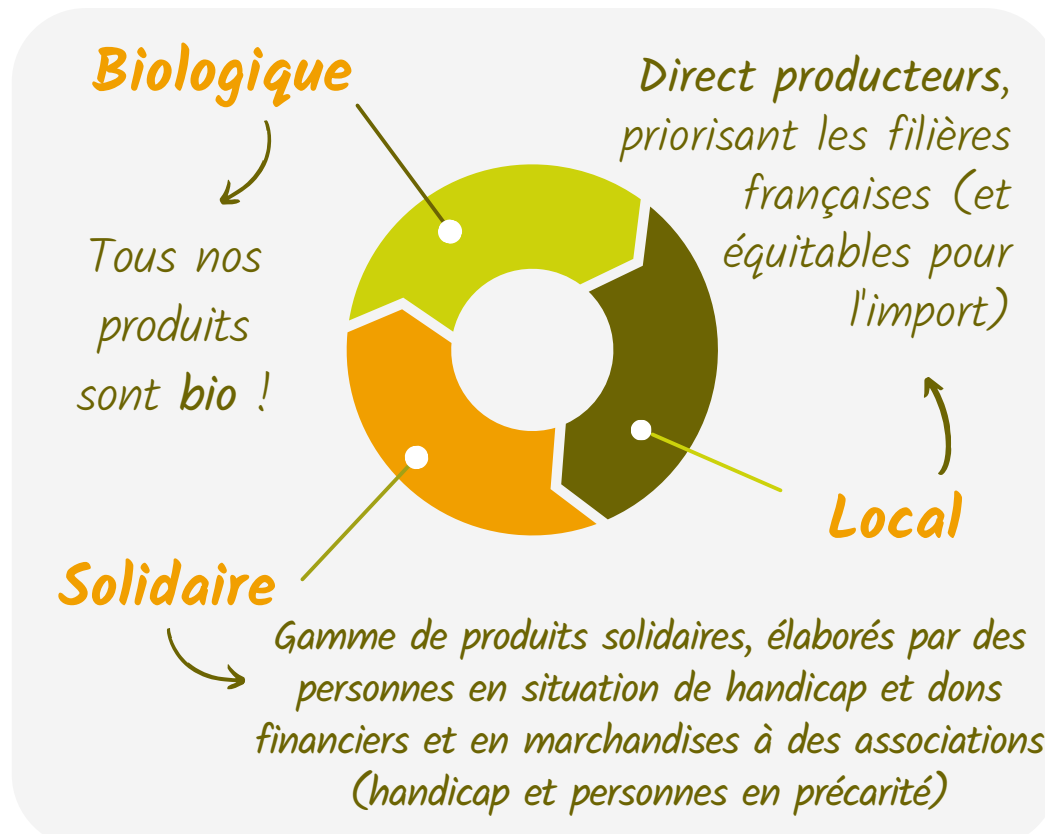 Biologique
Tous nos
produits
sont bio !
Direct producteurs,
priorisant les filières
françaises (et
équitables pour
l'import)
Local
Solidaire
Gamme de produits solidaires, élaborés par des
personnes en situation de handicap et dons
financiers et en marchandises à des associations
(handicap et personnes en précarité)